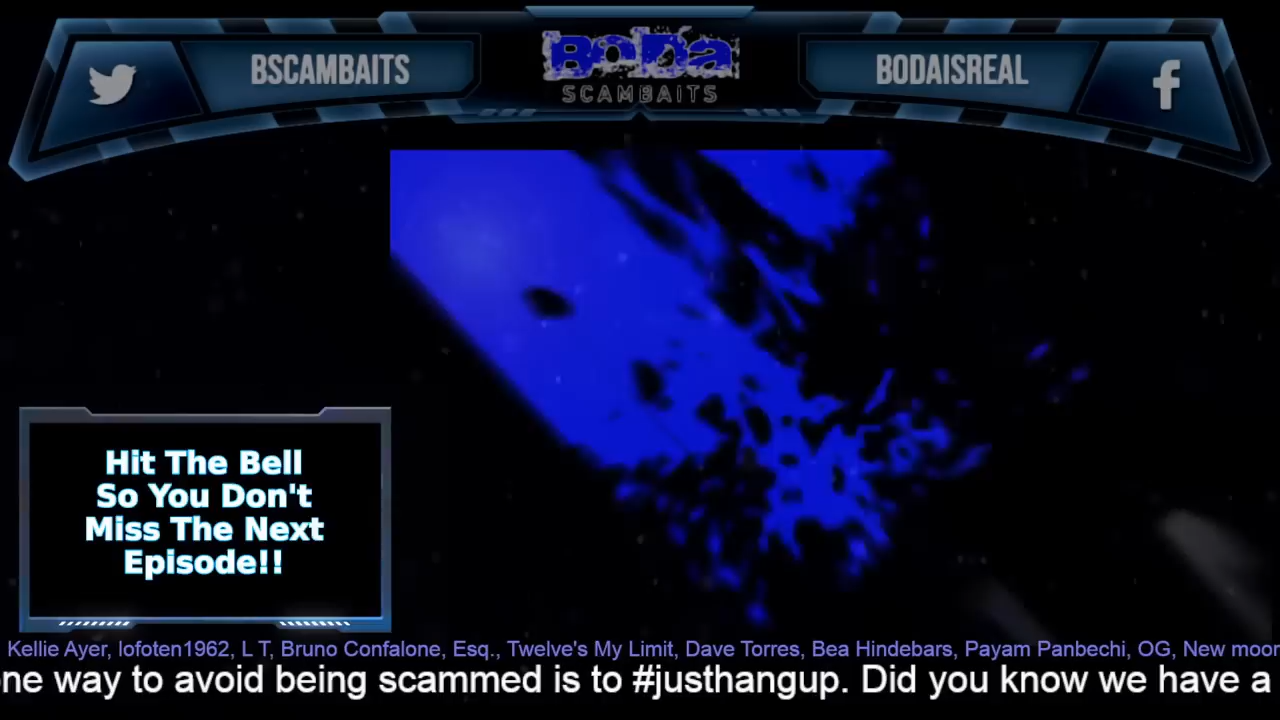 BSCAMBAITS
BODA
SCAMBAITS
BODAISREAL
Hit The Bell
So You Don't
Miss The Next
Episode!!
Kellie Ayer, lofoten1962, L T, Bruno Confalone, Esq., Twelve's My Limit, Dave Torres, Bea Hindebars, Payam Panbechi, OG, New moon
ne way to avoid being scammed is to #justhangup. Did you know we have a